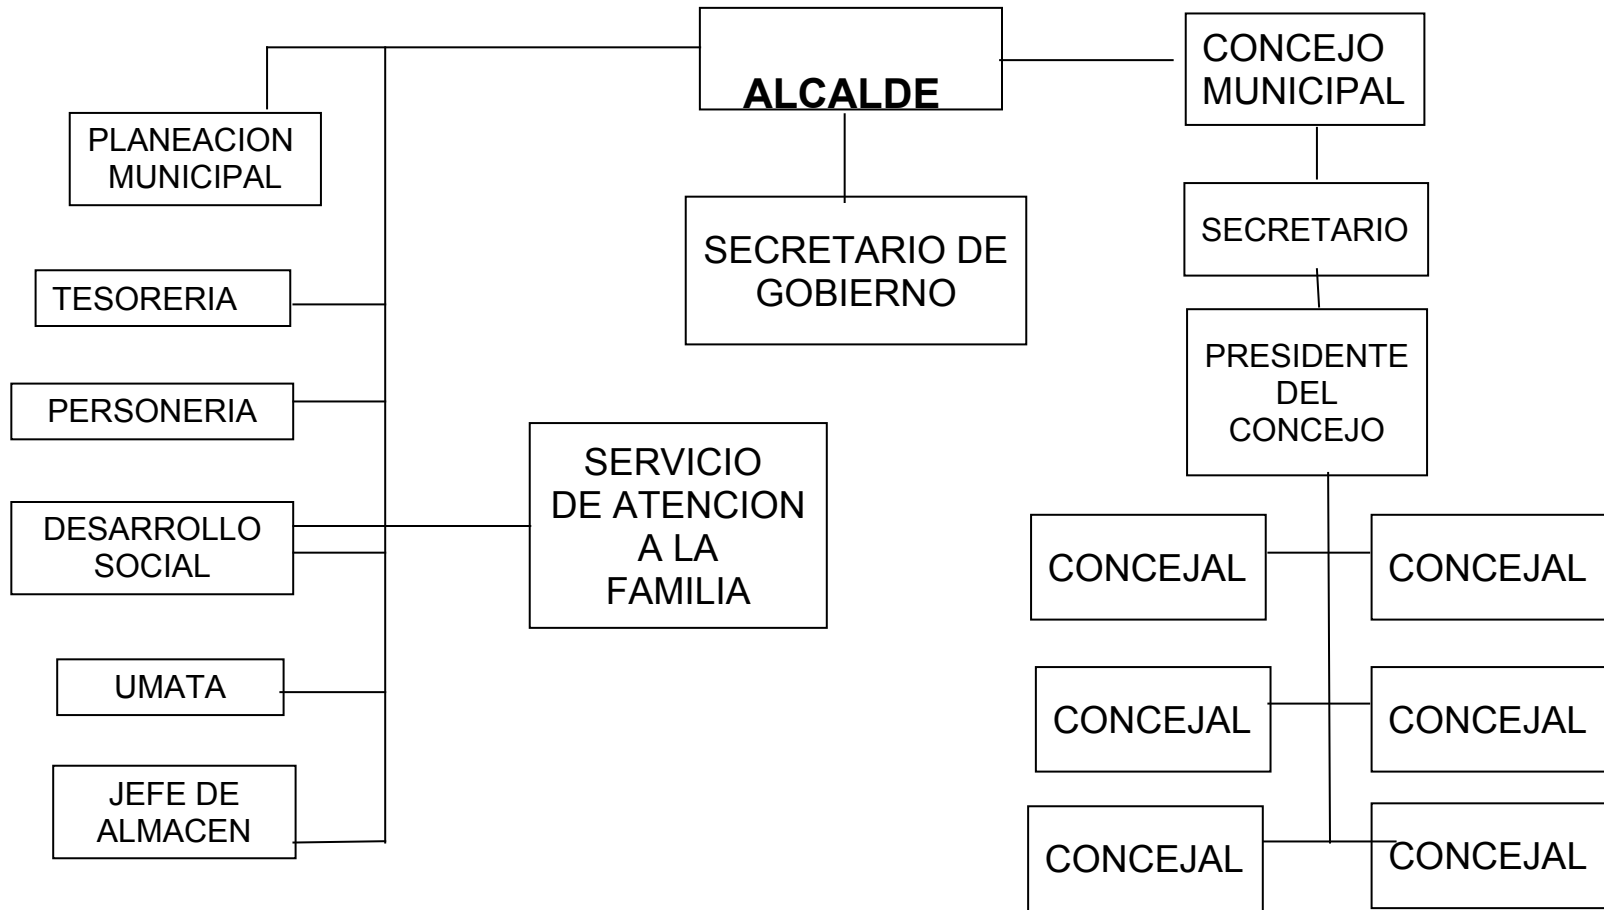 ALCALDE
CONCEJO
MUNICIPAL
PLANEACION
MUNICIPAL
SECRETARIO DE
GOBIERNO
SECRETARIO
TESORERIA
PRESIDENTE
DEL
CONCEJO
PERSONERIA
SERVICIO
DE ATENCION
A LA
FAMILIA
DESARROLLO
SOCIAL
CONCEJAL
CONCEJAL
UMATA
CONCEJAL
CONCEJAL
JEFE DE
ALMACEN
CONCEJAL
CONCEJAL